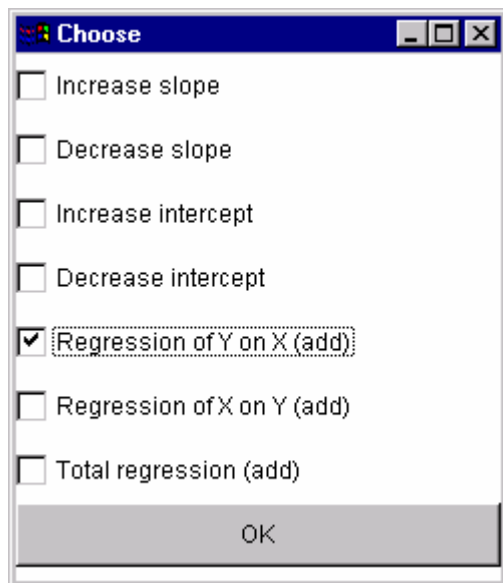 Choose
Increase slope
Decrease slope
Increase intercept
Decrease intercept
Regression of Y on X (add)
Regression of X on Y (add)
Total regression (add)
OK